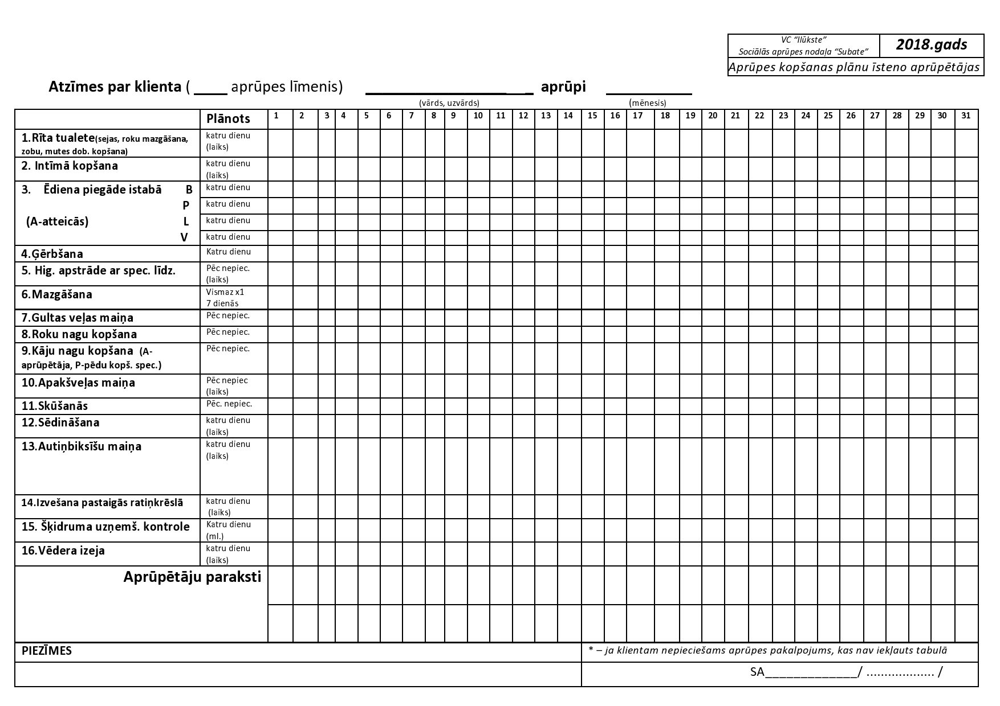 VC “Ilūkste”
Sociālās aprūpes nodaļa “Subate”
2018.gads
Aprūpes kopšanas plānu īsteno aprūpētājas
Atzīmes par klienta ( ____ aprūpes līmenis) ____________________ aprūpi __________
(vārds, uzvārds) (mēnesis)
Plānots 1 2 3 4 5 6 7 8 9 10 11 12 13 14 15 16 17 18 19 20 21 22 23 24 25 26 27 28 29 30 31
1.Rīta tualete(sejas, roku mazgāšana, katru dienu
zobu, mutes dob. kopšana) (laiks)
2. Intīmā kopšana katru dienu
(laiks)
3. Ēdiena piegāde istabā B katru dienu
P katru dienu
(A-atteicās) L katru dienu
V katru dienu
4.Ģērbšana Katru dienu
5. Hig. apstrāde ar spec. līdz. Pēc nepiec.
(laiks)
6.Mazgāšana Vismaz x1
7 dienās
7.Gultas veļas maiņa Pēc nepiec.
8.Roku nagu kopšana Pēc nepiec.
9.Kāju nagu kopšana (A- Pēc nepiec.
aprūpētāja, P-pēdu kopš. spec.)
10.Apakšveļas maiņa Pēc nepiec
(laiks)
11.Skūšanās Pēc. nepiec.
12.Sēdināšana katru dienu
(laiks)
13.Autiņbiksīšu maiņa katru dienu
(laiks)
14.Izvešana pastaigās ratiņkrēslā katru dienu
(laiks)
15. Šķidruma uzņemš. kontrole Katru dienu
(ml.)
16.Vēdera izeja katru dienu
(laiks)
Aprūpētāju paraksti
PIEZĪMES * – ja klientam nepieciešams aprūpes pakalpojums, kas nav iekļauts tabulā
SA_____________/ ................... /